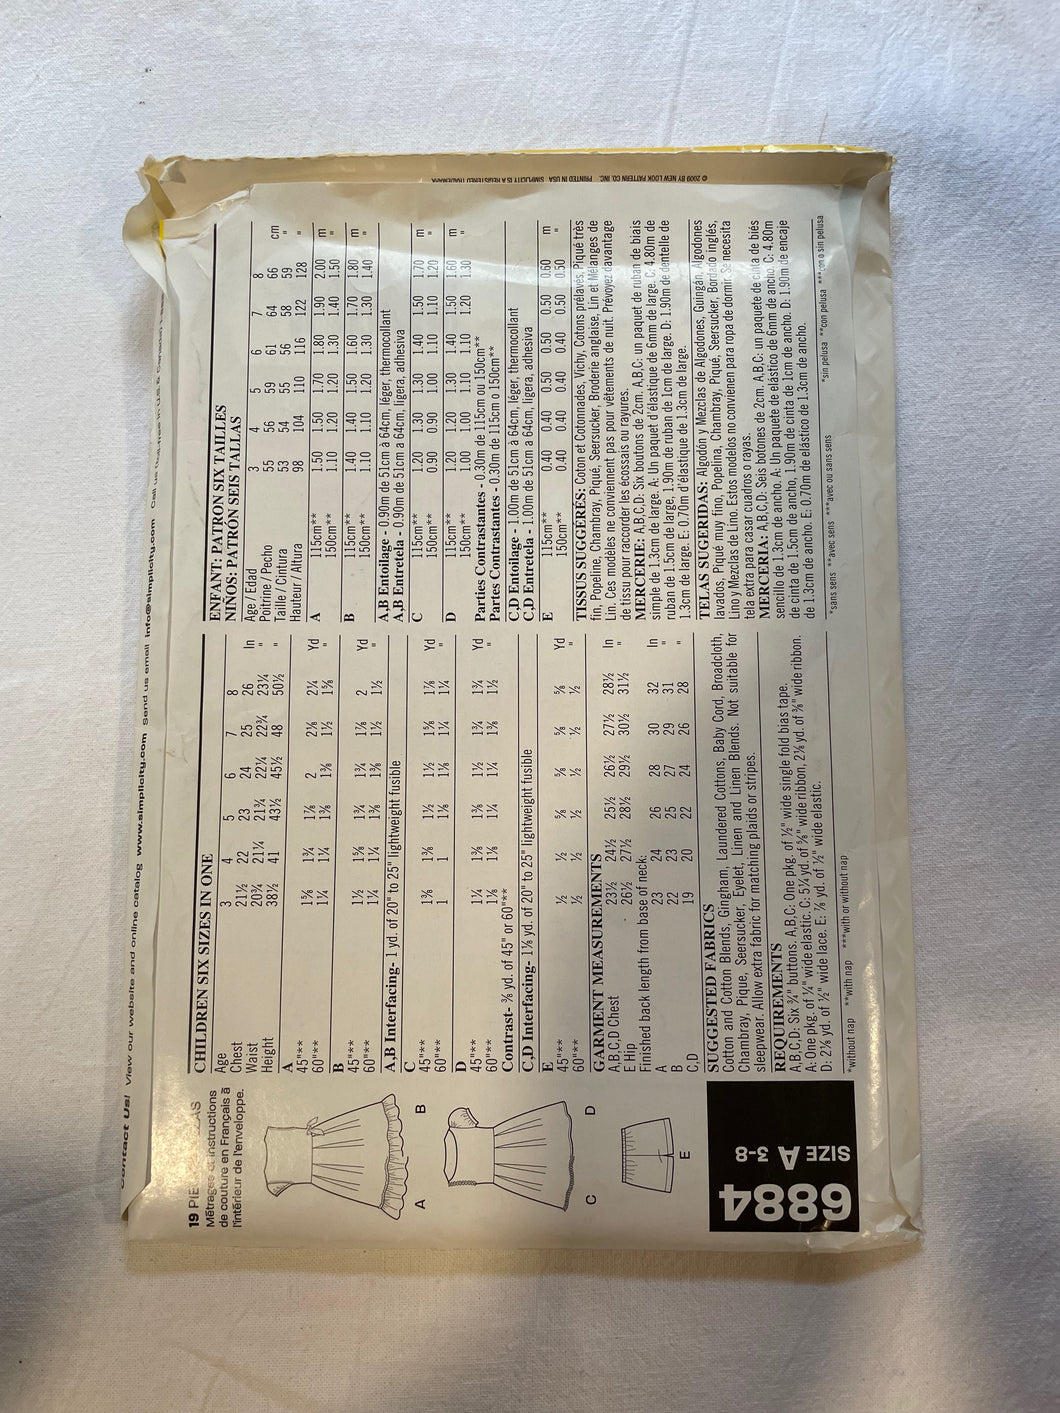 Contact Us! View our website and online catalog www.simplicity.com Send us email info@simplicity.com Call us
19
Métrages et instructions
de couture en Français à
l'intérieur de l'enveloppe.
A B
C D
E
6884
SIZE A 3-8
CHILDREN SIX SIZES IN ONE
Age 3 4 5 6 7 8
Chest 21½ 22 23 24 25 26 In
Waist 20¾ 21¼ 21¾ 22¼ 22¾ 23¼ "
Height 38½ 41 43½ 45½ 48 50½ "
A
45"** 1⅝ 1¾ 1⅞ 2 2⅛ 2¼ Yd
60"** 1¼ 1¼ 1⅜ 1⅜ 1½ 1⅝ "
B
45"** 1½ 1⅝ 1¾ 1¾ 1⅞ 2 Yd
60"** 1¼ 1¼ 1⅜ 1⅜ 1½ 1½ "
A,B Interfacing- 1 yd. of 20" to 25" lightweight fusible
C
45"** 1⅜ 1⅜ 1½ 1½ 1⅝ 1⅞ Yd
60"** 1 1 1⅛ 1⅛ 1¼ 1¼ "
D
45"** 1¼ 1⅜ 1⅜ 1½ 1¾ 1¾ Yd
60"** 1⅛ 1⅛ 1¼ 1¼ 1⅜ 1½ "
Contrast- ⅜ yd. of 45" or 60"**
C,D Interfacing- 1⅛ yd. of 20" to 25" lightweight fusible
E
45"** ½ ½ ⅝ ⅝ ⅝ ⅝ Yd
60"** ½ ½ ½ ½ ½ ½ "
GARMENT MEASUREMENTS
A,B,C,D Chest 23½ 24½ 25½ 26½ 27½ 28½ In
E Hip 26½ 27½ 28½ 29½ 30½ 31½ "
Finished back length from base of neck:
A 23 24 26 28 30 32 In
B 22 23 25 27 29 31 "
C,D 19 20 22 24 26 28 "
SUGGESTED FABRICS
Cotton and Cotton Blends, Gingham, Laundered Cottons, Baby Cord, Broadcloth,
Chambray, Pique, Seersucker, Eyelet, Linen and Linen Blends. Not suitable for
sleepwear. Allow extra fabric for matching plaids or stripes.
REQUIREMENTS
A,B,C,D: Six ¾" buttons. A,B,C: One pkg. of ½" wide single fold bias tape.
A: One pkg. of ¼" wide elastic. C: 5¼ yd. of ⅝" wide ribbon, 2⅛ yd. of ⅜" wide ribbon.
D: 2⅛ yd. of ½" wide lace. E: ⅞ yd. of ½" wide elastic.
*without nap **with nap ***with or without nap
ENFANT: PATRON SIX TAILLES
NINOS: PATRÓN SEIS TALLAS
Age / Edad 3 4 5 6 7 8
Poitrine / Pecho 55 56 59 61 64 66 cm
Taille / Cintura 53 54 55 56 58 59 "
Hauteur / Altura 98 104 110 116 122 128 "
A 115cm** 1.50 1.50 1.70 1.80 1.90 2.00 m
150cm** 1.10 1.20 1.20 1.30 1.40 1.50 "
B 115cm** 1.40 1.40 1.50 1.60 1.70 1.80 m
150cm** 1.10 1.10 1.20 1.30 1.30 1.40 "
A,B Entoilage - 0.90m de 51cm à 64cm, léger, thermocollant
A,B Entretela - 0.90m de 51cm a 64cm, ligera, adhesiva
C 115cm** 1.20 1.30 1.30 1.40 1.50 1.70 m
150cm** 0.90 0.90 1.00 1.10 1.10 1.20 "
D 115cm** 1.20 1.20 1.30 1.40 1.50 1.60 m
150cm** 1.00 1.00 1.10 1.10 1.20 1.30 "
Parties Contrastantes - 0.30m de 115cm ou 150cm**
Partes Contrastantes - 0.30m de 115cm o 150cm**
C,D Entoilage - 1.00m de 51cm à 64cm, léger, thermocollant
C,D Entretela - 1.00m de 51cm a 64cm, ligera, adhesiva
E 115cm** 0.40 0.40 0.50 0.50 0.50 0.60 m
150cm** 0.40 0.40 0.40 0.40 0.50 0.50 "
TISSUS SUGGERÉS: Coton et Cotonnades, Vichy, Cotons prélavés, Piqué très
fin, Popeline, Chambray, Piqué, Seersucker, Broderie anglaise, Lin et Mélanges de
Lin. Ces modèles ne conviennent pas pour vêtements de nuit. Prévoyez davantage
de tissu pour raccorder les écossais ou rayures.
MERCERIE: A,B,C,D: Six boutons de 2cm. A,B,C: un paquet de ruban de biais
simple de 1.3cm de large. A: Un paquet d'élastique de 6mm de large. C: 4.80m de
ruban de 1.5cm de large, 1.90m de ruban de 1cm de large. D: 1.90m de dentelle de
1.3cm de large. E: 0.70m d'élastique de 1.3cm de large.
TELAS SUGERIDAS: Algodón y Mezclas de Algodones, Guingán, Algodones
lavados, Piqué muy fino, Popelina, Chambray, Piqué, Seersucker, Bordado inglés,
Lino y Mezclas de Lino. Estos modelos no convienen para ropa de dormir. Se necesita
tela extra para casar cuadros o rayas.
MERCERIA: A,B,C,D: Seis botones de 2cm. A,B,C: un paquete de cinta de biés
sencillo de 1.3cm de ancho. A: Un paquete de elástico de 6mm de ancho. C: 4.80m
de cinta de 1.5cm de ancho, 1.90m de cinta de 1cm de ancho. D: 1.90m de encaje
de 1.3cm de ancho. E: 0.70m de elástico de 1.3cm de ancho.
*sans sens **avec sens ***avec ou sans sens *sin pelusa **con pelusa ***con o sin pelusa
© 2009 BY NEW LOOK PATTERN CO. INC. PRINTED IN USA SIMPLICITY IS A REGISTERED TRADEMARK